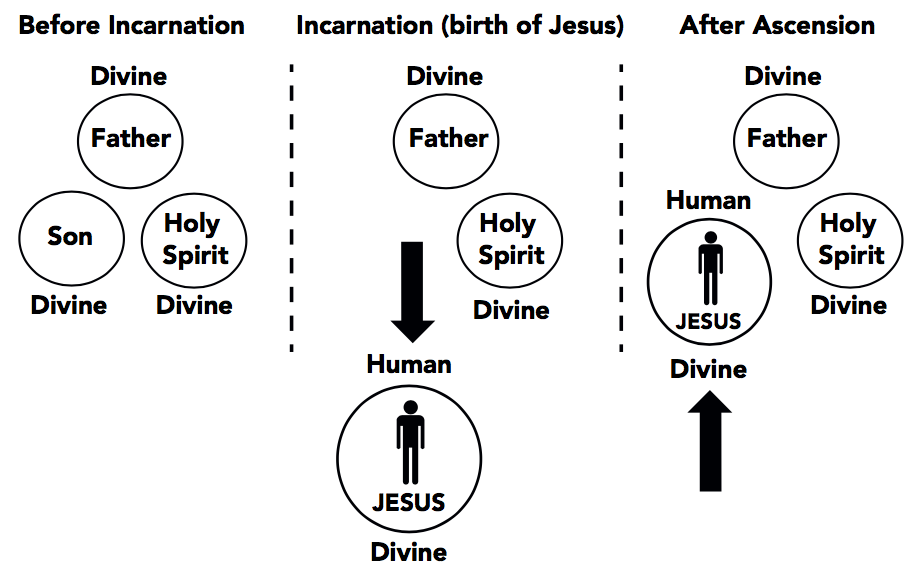 Before Incarnation
Divine
Father
Son
Holy
Spirit
Divine
Divine
Incarnation (birth of Jesus)
Divine
Father
Holy
Spirit
Divine
Human
JESUS
Divine
After Ascension
Divine
Father
Human
Holy
Spirit
JESUS
Divine
Divine